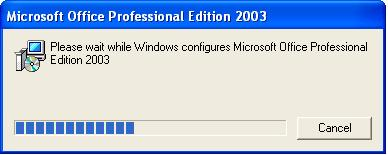 Microsoft Office Professional Edition 2003
Please wait while Windows configures Microsoft Office Professional
Edition 2003
Cancel